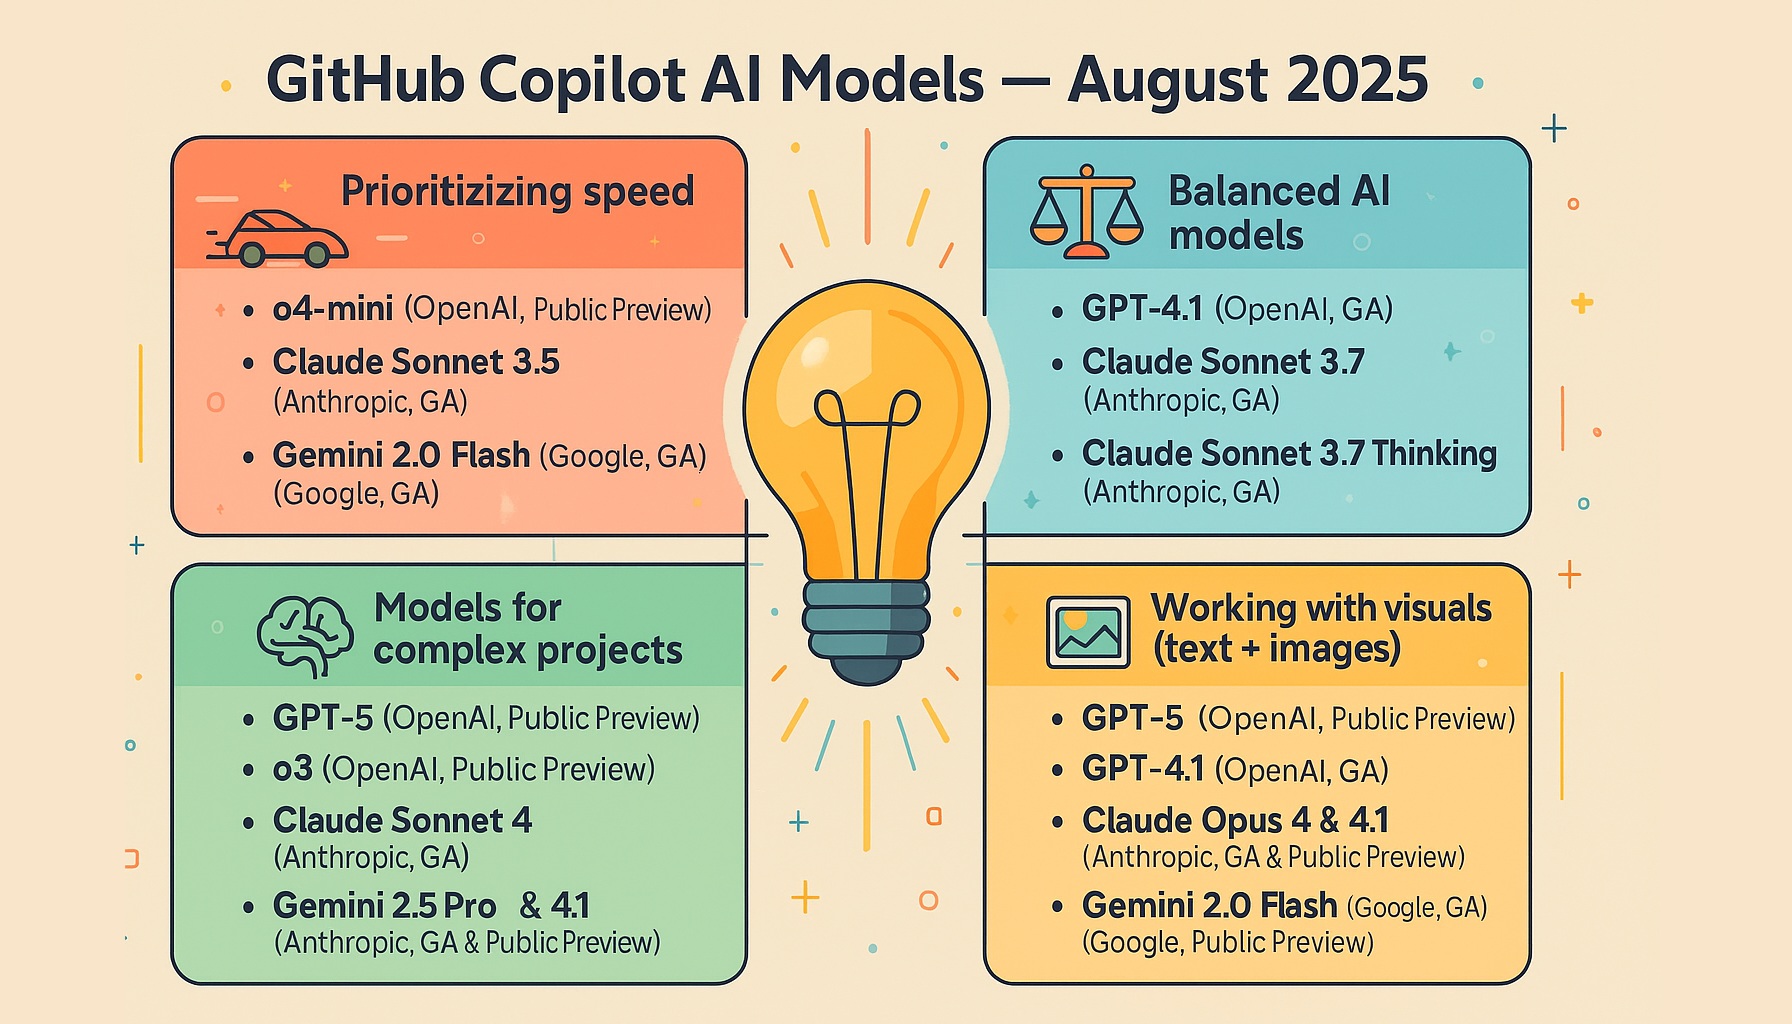 GitHub Copilot AI Models — August 2025
Prioritizizing speed
• o4-mini (OpenAI, Public Preview)
• Claude Sonnet 3.5
(Anthropic, GA)
• Gemini 2.0 Flash (Google, GA)
(Google, GA)
Balanced AI
models
• GPT-4.1 (OpenAI, GA)
• Claude Sonnet 3.7
(Anthropic, GA)
• Claude Sonnet 3.7 Thinking
(Anthropic, GA)
Models for
complex projects
• GPT-5 (OpenAI, Public Preview)
• o3 (OpenAI, Public Preview)
• Claude Sonnet 4
(Anthropic, GA)
• Gemini 2.5 Pro & 4.1
(Anthropic, GA & Public Preview)
Working with visuals
(text + images)
• GPT-5 (OpenAI, Public Preview)
• GPT-4.1 (OpenAI, GA)
• Claude Opus 4 & 4.1
(Anthropic, GA & Public Preview)
• Gemini 2.0 Flash (Google, GA)
(Google, Public Preview)